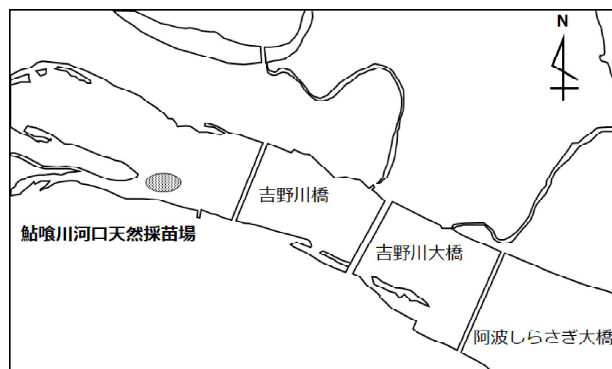 N
吉野川橋
鮎喰川河口天然採苗場
吉野川大橋
阿波しらさぎ大橋